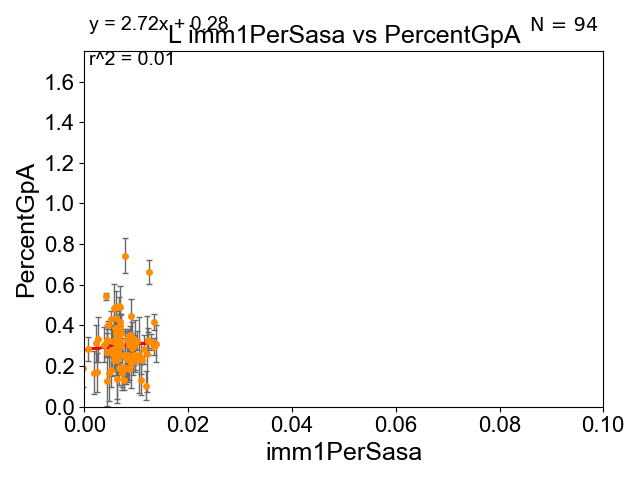 y = 2.72x + 0.28
L imm1PerSasa vs PercentGpA
N = 94
r^2 = 0.01
PercentGpA
1.6
1.4
1.2
1.0
0.8
0.6
0.4
0.2
0.0
0.00 0.02 0.04 0.06 0.08 0.10
imm1PerSasa